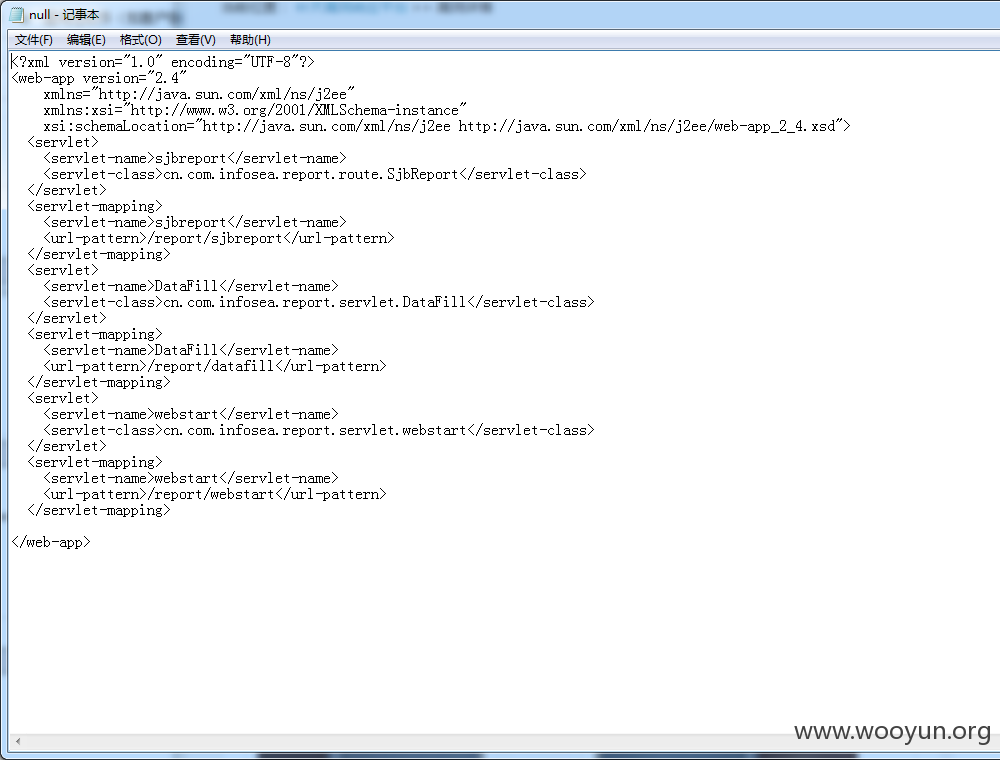 null - 记事本
文件(F) 编辑(E) 格式(O) 查看(V) 帮助(H)
<?xml version="1.0" encoding="UTF-8"?>
<web-app version="2.4"
    xmlns="http://java.sun.com/xml/ns/j2ee"
    xmlns:xsi="http://www.w3.org/2001/XMLSchema-instance"
    xsi:schemaLocation="http://java.sun.com/xml/ns/j2ee http://java.sun.com/xml/ns/j2ee/web-app_2_4.xsd">
  <servlet>
    <servlet-name>sjbreport</servlet-name>
    <servlet-class>cn.com.infosea.report.route.SjbReport</servlet-class>
  </servlet>
  <servlet-mapping>
    <servlet-name>sjbreport</servlet-name>
    <url-pattern>/report/sjbreport</url-pattern>
  </servlet-mapping>
  <servlet>
    <servlet-name>DataFill</servlet-name>
    <servlet-class>cn.com.infosea.report.servlet.DataFill</servlet-class>
  </servlet>
  <servlet-mapping>
    <servlet-name>DataFill</servlet-name>
    <url-pattern>/report/datafill</url-pattern>
  </servlet-mapping>
  <servlet>
    <servlet-name>webstart</servlet-name>
    <servlet-class>cn.com.infosea.report.servlet.webstart</servlet-class>
  </servlet>
  <servlet-mapping>
    <servlet-name>webstart</servlet-name>
    <url-pattern>/report/webstart</url-pattern>
  </servlet-mapping>
</web-app>
www.wooyun.org